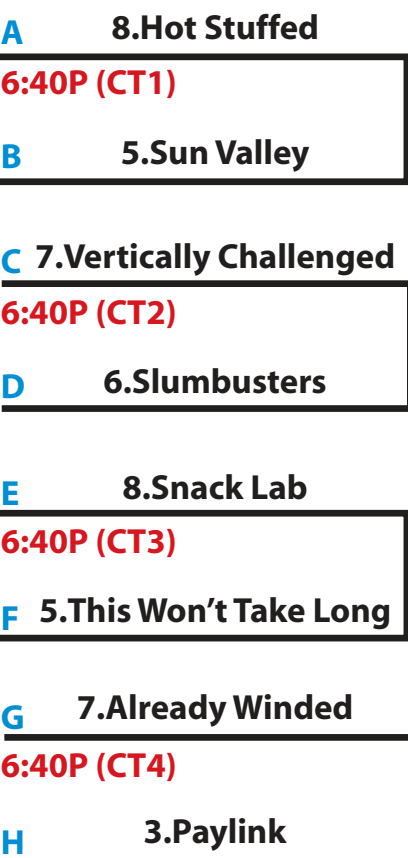 A 8.Hot Stuffed
6:40P (CT1)
B 5.Sun Valley
C 7.Vertically Challenged
6:40P (CT2)
D 6.Slumbusters
E 8.Snack Lab
6:40P (CT3)
F 5.This Won’t Take Long
G 7.Already Winded
6:40P (CT4)
H 3.Paylink